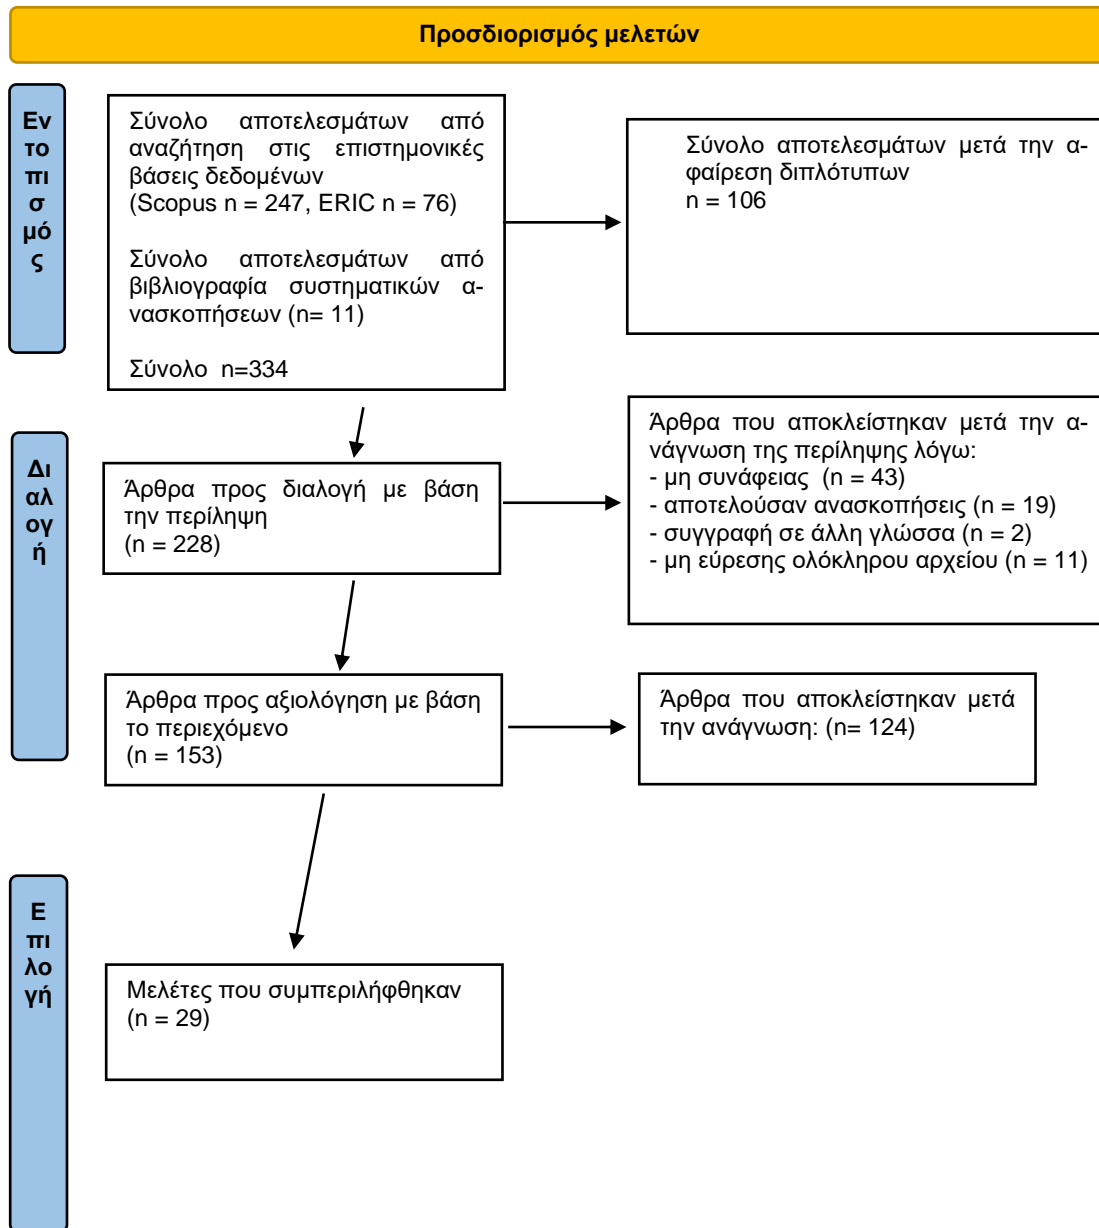 Προσδιορισμός μελετών
Εν
το
πι
σ
μό
ς
Σύνολο αποτελεσμάτων από
αναζήτηση στις επιστημονικές
βάσεις δεδομένων
(Scopus n = 247, ERIC n = 76)
Σύνολο αποτελεσμάτων από
βιβλιογραφία συστηματικών α-
νασκοπήσεων (n= 11)
Σύνολο n=334
Σύνολο αποτελεσμάτων μετά την α-
φαίρεση διπλότυπων
n = 106
Δι
αλ
ογ
ή
Άρθρα προς διαλογή με βάση
την περίληψη
(n = 228)
Άρθρα που αποκλείστηκαν μετά την α-
νάγνωση της περίληψης λόγω:
- μη συνάφειας (n = 43)
- αποτελούσαν ανασκοπήσεις (n = 19)
- συγγραφή σε άλλη γλώσσα (n = 2)
- μη εύρεσης ολόκληρου αρχείου (n = 11)
Άρθρα προς αξιολόγηση με βάση
το περιεχόμενο
(n = 153)
Άρθρα που αποκλείστηκαν μετά
την ανάγνωση: (n= 124)
Ε
πι
λο
γή
Μελέτες που συμπεριλήφθηκαν
(n = 29)